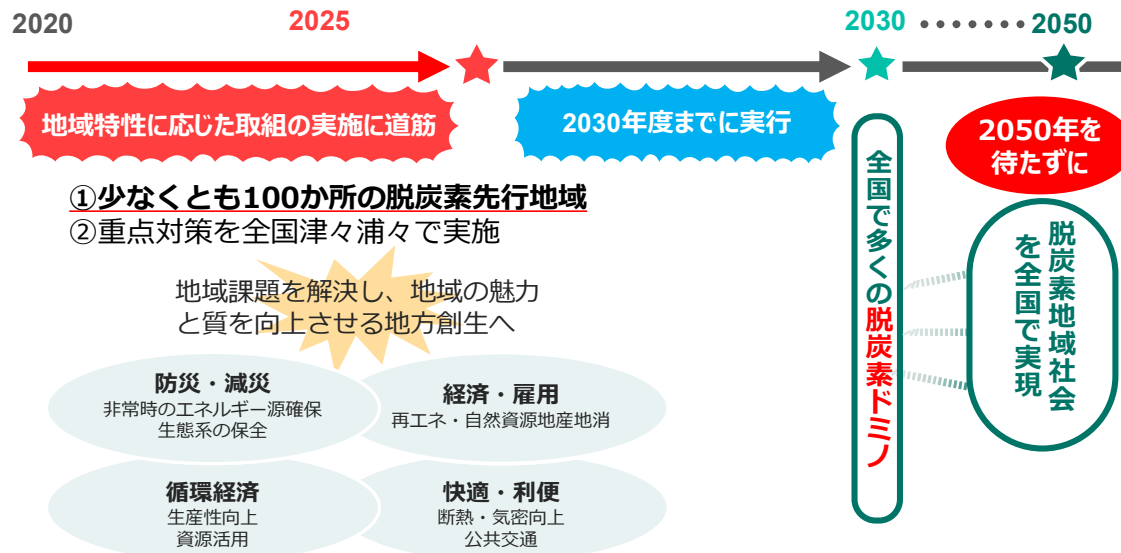 2020
2025
2030 ・・・・・・・ 2050
地域特性に応じた取組の実施に道筋
2030年度までに実行
2050年を
待たずに
①少なくとも100か所の脱炭素先行地域
②重点対策を全国津々浦々で実施
地域課題を解決し、地域の魅力
と質を向上させる地方創生へ
防災・減災
非常時のエネルギー源確保
生態系の保全
経済・雇用
再エネ・自然資源地産地消
循環経済
生産性向上
資源活用
快適・利便
断熱・気密向上
公共交通
全国で多くの脱炭素ドミノ
脱炭素地域社会
を全国で実現